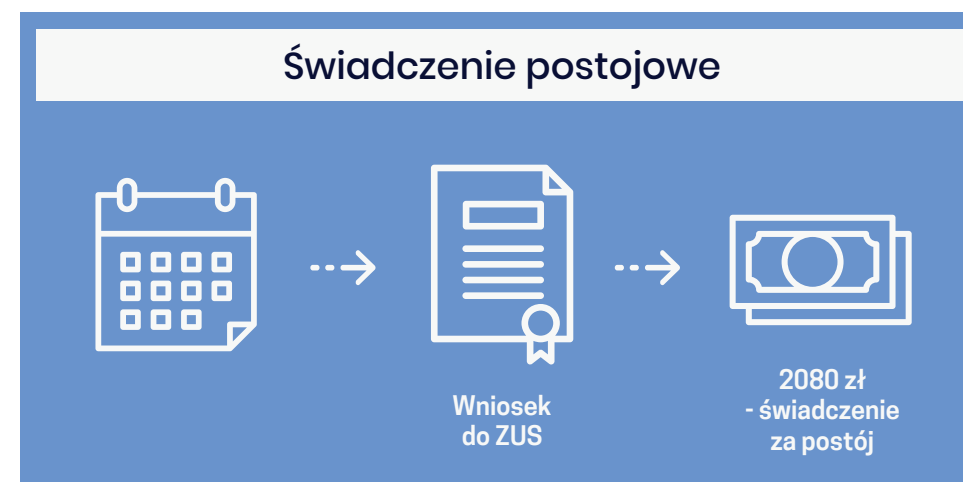 Świadczenie postojowe
Wniosek
do ZUS
2080 zł
- świadczenie
za postój